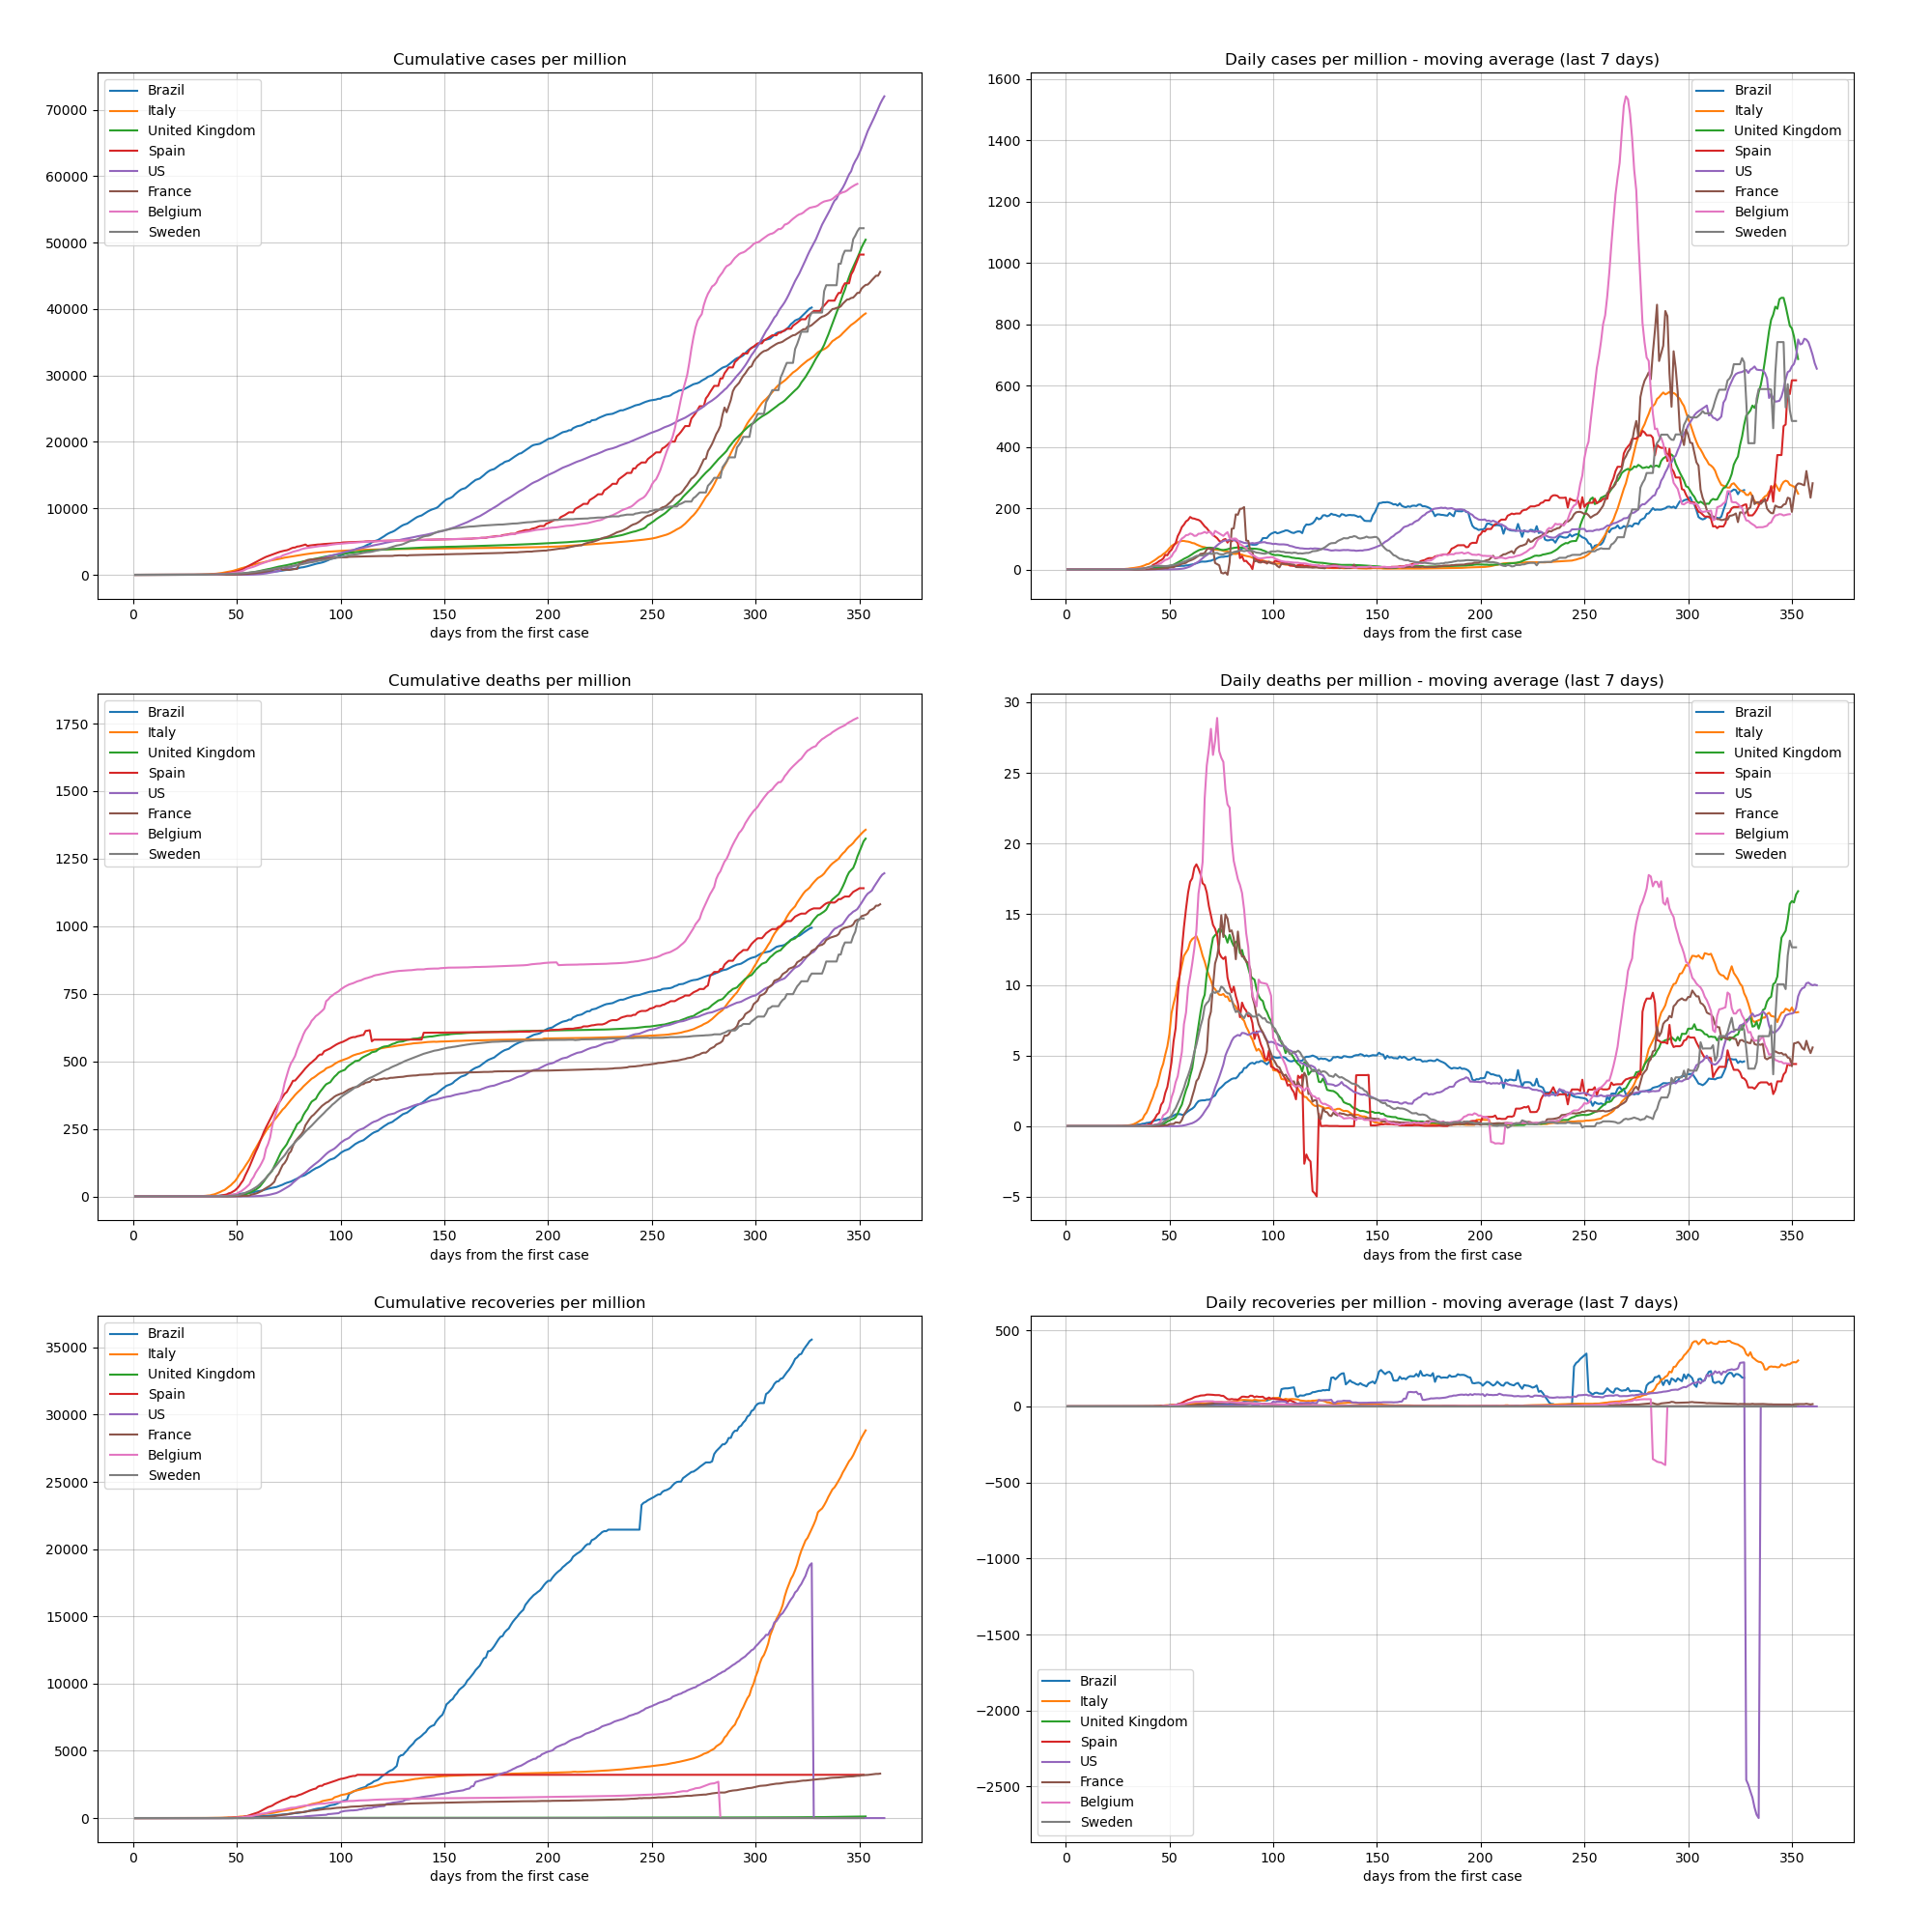 Cumulative cases per million
70000
60000
50000
40000
30000
20000
10000
0
Brazil
Italy
United Kingdom
Spain
US
France
Belgium
Sweden
0 50 100 150 200 250 300 350
days from the first case
Daily cases per million - moving average (last 7 days)
1600
1400
1200
1000
800
600
400
200
0
Brazil
Italy
United Kingdom
Spain
US
France
Belgium
Sweden
0 50 100 150 200 250 300 350
days from the first case
Cumulative deaths per million
1750
1500
1250
1000
750
500
250
0
Brazil
Italy
United Kingdom
Spain
US
France
Belgium
Sweden
0 50 100 150 200 250 300 350
days from the first case
Daily deaths per million - moving average (last 7 days)
30
25
20
15
10
5
0
−5
Brazil
Italy
United Kingdom
Spain
US
France
Belgium
Sweden
0 50 100 150 200 250 300 350
days from the first case
Cumulative recoveries per million
35000
30000
25000
20000
15000
10000
5000
0
Brazil
Italy
United Kingdom
Spain
US
France
Belgium
Sweden
0 50 100 150 200 250 300 350
days from the first case
Daily recoveries per million - moving average (last 7 days)
500
0
−500
−1000
−1500
−2000
−2500
Brazil
Italy
United Kingdom
Spain
US
France
Belgium
Sweden
0 50 100 150 200 250 300 350
days from the first case